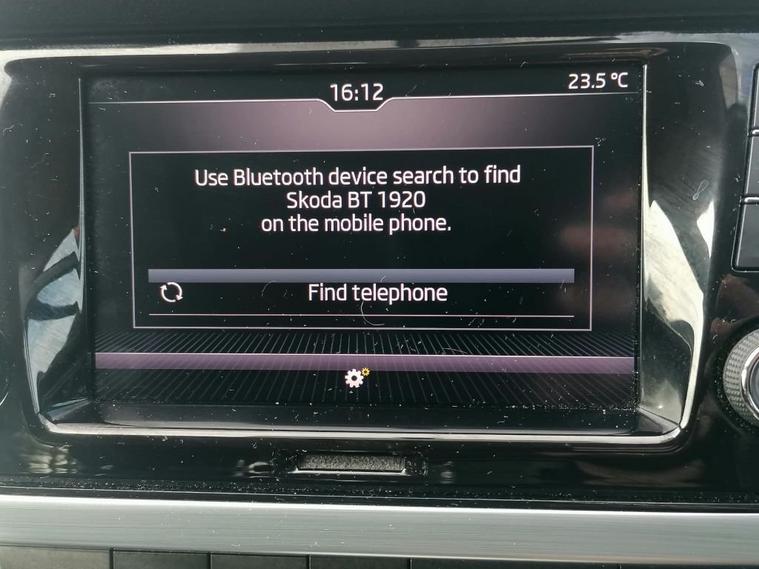 16:12
23.5 °C
Use Bluetooth device search to find
Skoda BT 1920
on the mobile phone.
Find telephone